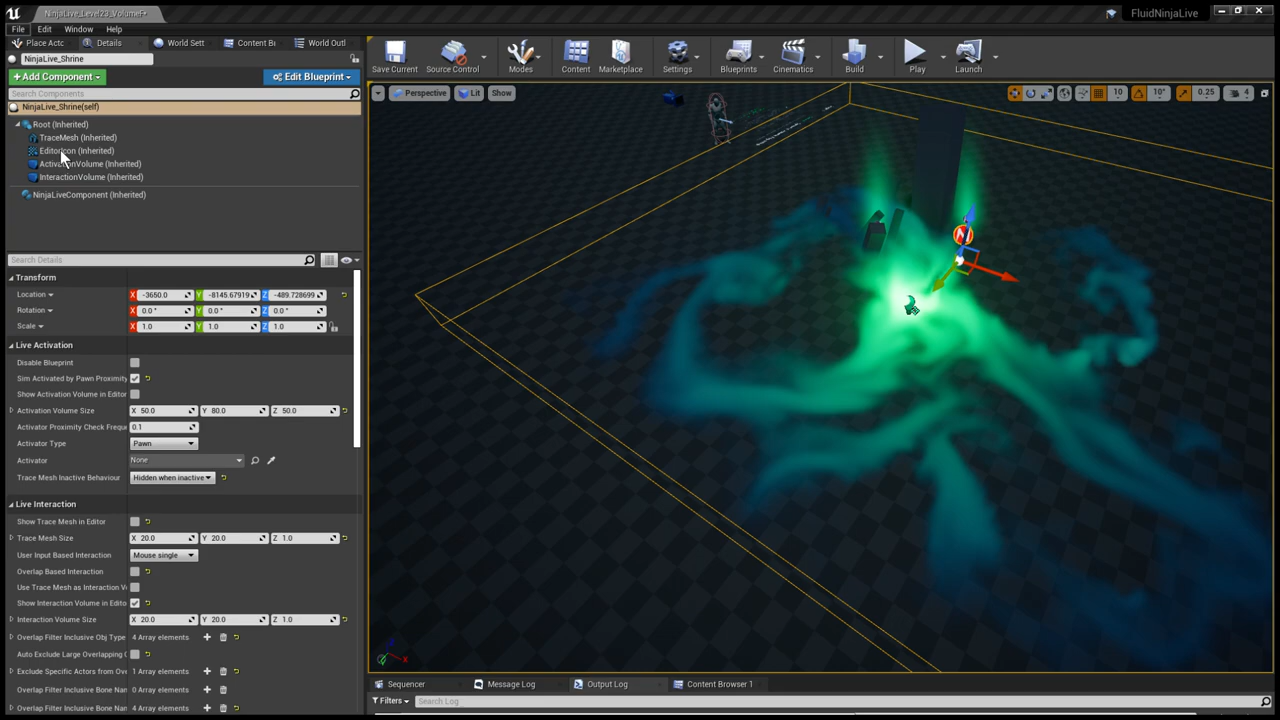 NinjaLive_Level23_VolumeF*
FluidNinjaLive
File Edit Window Help
Place Actc Details World Sett Content Br World Outl
NinjaLive_Shrine
+ Add Component
Edit Blueprint
Save Current Source Control Modes Content Marketplace Settings Blueprints Cinematics Build Play Launch
Search Components
Perspective Lit Show 10 10° 0.25 4
NinjaLive_Shrine(self)
Root (Inherited)
TraceMesh (Inherited)
(Inherited)
(Inherited)
InteractionVolume (Inherited)
NinjaLiveComponent (Inherited)
Search Details
Transform
Location X -3650.0 Y -8145.67919 Z -489.728699
Rotation X 0.0 ° Y 0.0 ° Z 0.0 °
Scale X 1.0 Y 1.0 Z 1.0
Live Activation
Disable Blueprint
Sim Activated by Pawn Proximity
Show Activation Volume in Editor
Activation Volume Size X 50.0 Y 80.0 Z 50.0
Activator Proximity Check Frequ 0.1
Activator Type Pawn
Activator None
Trace Mesh Inactive Behaviour Hidden when inactive
Live Interaction
Show Trace Mesh in Editor
Trace Mesh Size X 20.0 Y 20.0 Z 1.0
User Input Based Interaction Mouse single
Overlap Based Interaction
Use Trace Mesh as Interaction V
Show Interaction Volume in Edito
Interaction Volume Size X 20.0 Y 20.0 Z 1.0
Overlap Filter Inclusive Obj Type 4 Array elements
Auto Exclude Large Overlapping
Exclude Specific Actors from Ove 1 Array elements
Overlap Filter Inclusive Bone Nan 0 Array elements
Overlap Filter Inclusive Bone Nan 4 Array elements
X
Sequencer Message Log Output Log Content Browser 1
Filters Search Log